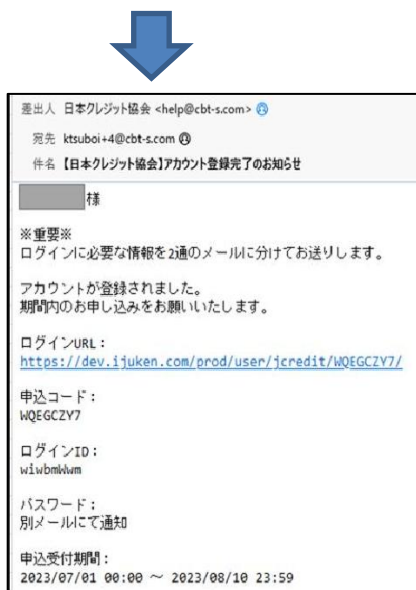 差出人 日本クレジット協会 <help@cbt-s.com>
宛先 ktsuboi+4@cbt-s.com
件名 【日本クレジット協会】アカウント登録完了のお知らせ
様
※重要※
ログインに必要な情報を2通のメールに分けてお送りします。
アカウントが登録されました。
期間内のお申し込みをお願いいたします。
ログインURL：
https://dev.ijuken.com/prod/user/jcredit/WQEGCZY7/
申込コード：
WQEGCZY7
ログインID：
wiwbmWwm
パスワード：
別メールにて通知
申込受付期間：
2023/07/01 00:00 ～ 2023/08/10 23:59